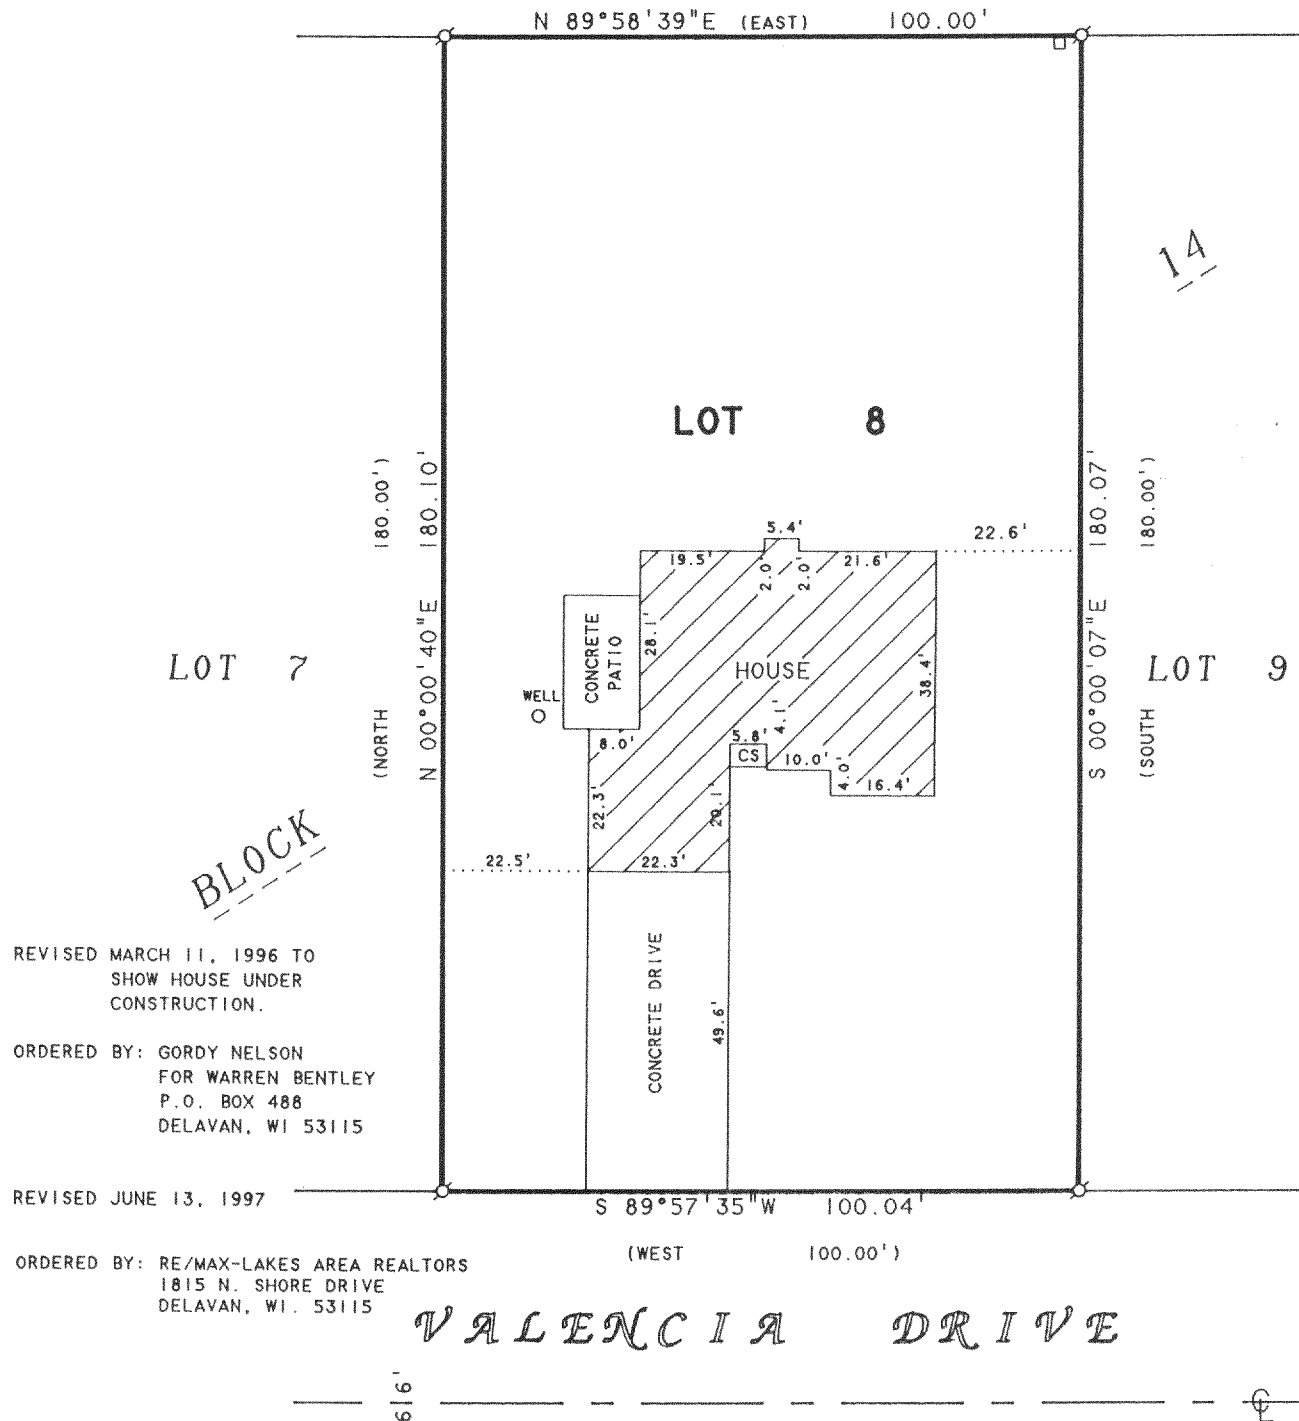 N 89°58'39"E (EAST) 100.00'
14
LOT 8
(NORTH 180.00')
N 00°00'40"E 180.10'
S 00°00'07"E 180.07'
(SOUTH 180.00')
5.4'
22.6'
19.5'
2.0'
2.0'
21.6'
CONCRETE
PATIO
28.1'
HOUSE
38.4'
LOT 7
LOT 9
WELL
4.1'
5.8'
8.0'
CS
10.0'
4.0'
16.4'
22.3'
20.1'
BLOCK
22.5'
22.3'
CONCRETE DRIVE
49.6'
REVISED MARCH 11, 1996 TO
SHOW HOUSE UNDER
CONSTRUCTION.
ORDERED BY: GORDY NELSON
FOR WARREN BENTLEY
P.O. BOX 488
DELAVAN, WI 53115
REVISED JUNE 13, 1997
S 89°57'35"W 100.04'
(WEST 100.00')
ORDERED BY: RE/MAX-LAKES AREA REALTORS
1815 N. SHORE DRIVE
DELAVAN, WI. 53115
VALENCIA DRIVE